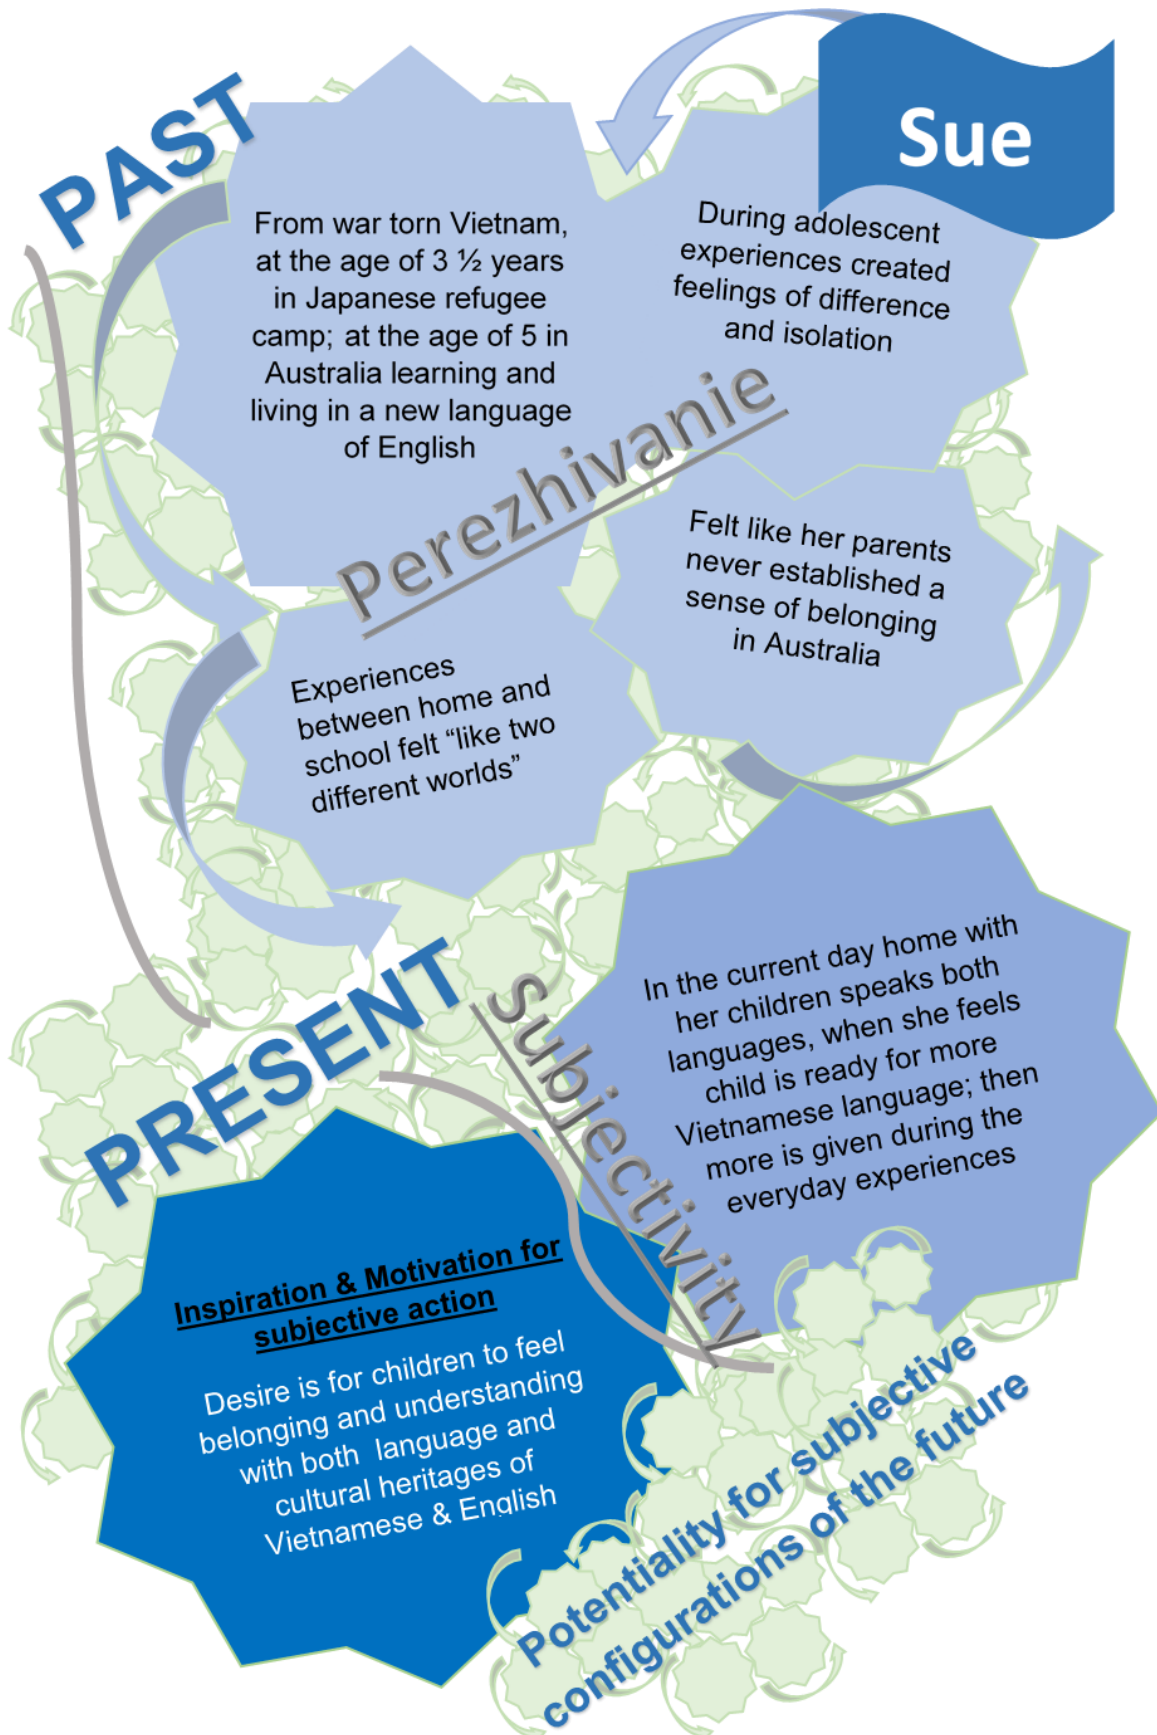 Sue
PAST
From war torn Vietnam,
at the age of 3 ½ years
in Japanese refugee
camp; at the age of 5 in
Australia learning and
living in a new language
of English
During adolescent
experiences created
feelings of difference
and isolation
Perezhivanie
Felt like her parents
never established a
sense of belonging
in Australia
Experiences
between home and
school felt “like two
different worlds”
PRESENT
Subjectivity
In the current day home with
her children speaks both
languages, when she feels
child is ready for more
Vietnamese language; then
more is given during the
everyday experiences
Inspiration & Motivation for
subjective action
Desire is for children to feel
belonging and understanding
with both language and
cultural heritages of
Vietnamese & English
Potentiality for subjective
configurations of the future